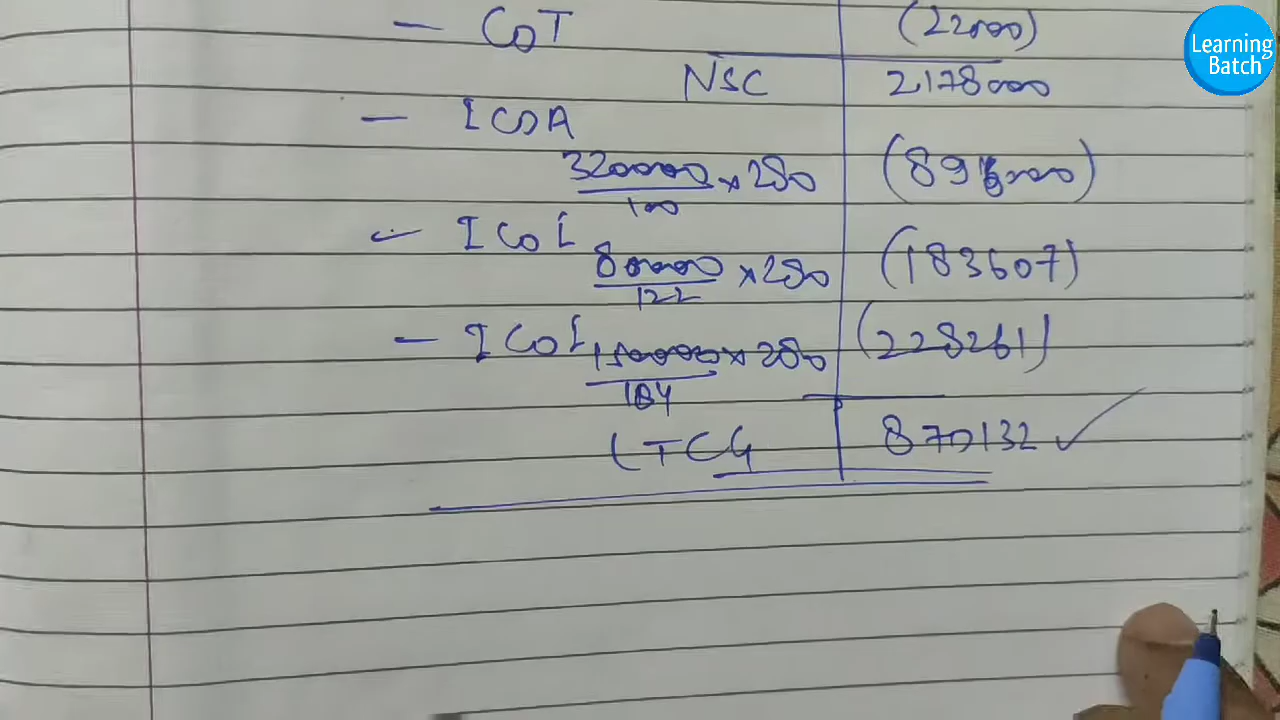 Learning
Batch
— COT (22000)
NSC 2178000
— ICOA
320000/100 × 280 (896000)
— ICOI
80000/122 × 280 (183607)
— ICOI 150000/184 × 280 (228261)
LTCG 870132 ✓